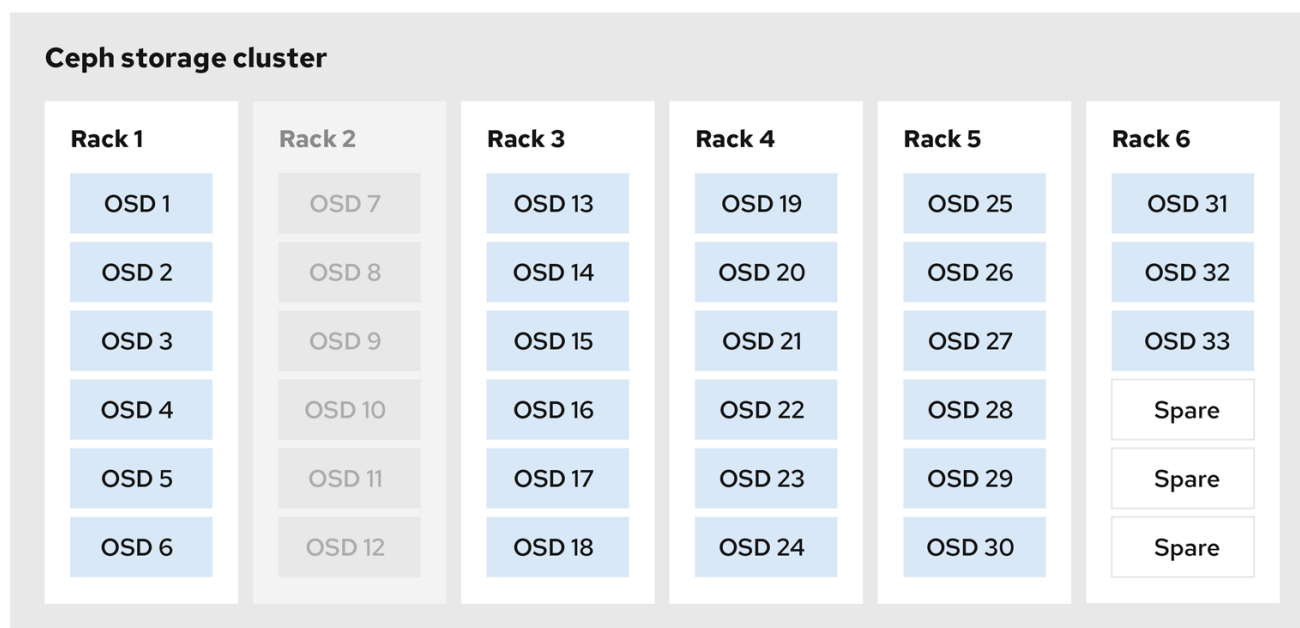 Ceph storage cluster
Rack 1
OSD 1
OSD 2
OSD 3
OSD 4
OSD 5
OSD 6
Rack 2
OSD 7
OSD 8
OSD 9
OSD 10
OSD 11
OSD 12
Rack 3
OSD 13
OSD 14
OSD 15
OSD 16
OSD 17
OSD 18
Rack 4
OSD 19
OSD 20
OSD 21
OSD 22
OSD 23
OSD 24
Rack 5
OSD 25
OSD 26
OSD 27
OSD 28
OSD 29
OSD 30
Rack 6
OSD 31
OSD 32
OSD 33
Spare
Spare
Spare